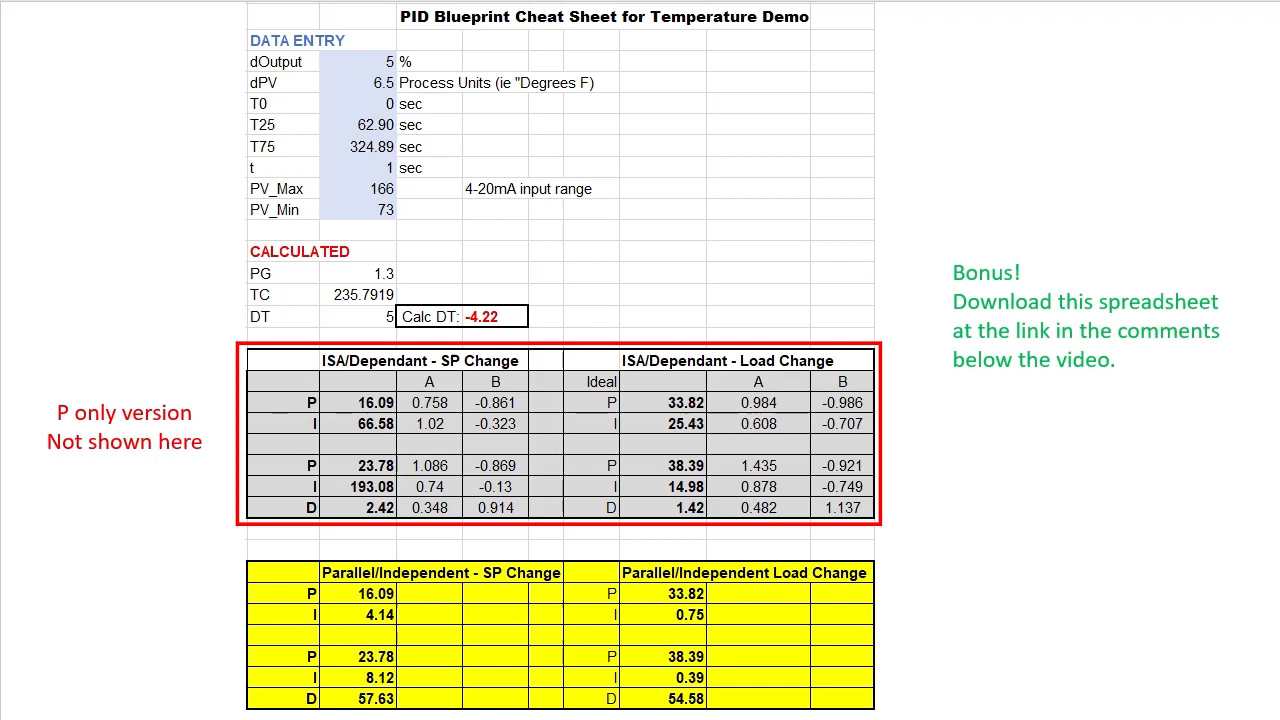 PID Blueprint Cheat Sheet for Temperature Demo
DATA ENTRY
dOutput 5 %
dPV 6.5 Process Units (ie "Degrees F)
T0 0 sec
T25 62.90 sec
T75 324.89 sec
t 1 sec
PV_Max 166 4-20mA input range
PV_Min 73
CALCULATED
PG 1.3
TC 235.7919
DT 5 Calc DT: -4.22
ISA/Dependant - SP Change ISA/Dependant - Load Change
A B Ideal A B
P 16.09 0.758 -0.861 P 33.82 0.984 -0.986
I 66.58 1.02 -0.323 I 25.43 0.608 -0.707
P 23.78 1.086 -0.869 P 38.39 1.435 -0.921
I 193.08 0.74 -0.13 I 14.98 0.878 -0.749
D 2.42 0.348 0.914 D 1.42 0.482 1.137
Parallel/Independent - SP Change Parallel/Independent Load Change
P 16.09 P 33.82
I 4.14 I 0.75
P 23.78 P 38.39
I 8.12 I 0.39
D 57.63 D 54.58
P only version
Not shown here
Bonus!
Download this spreadsheet
at the link in the comments
below the video.